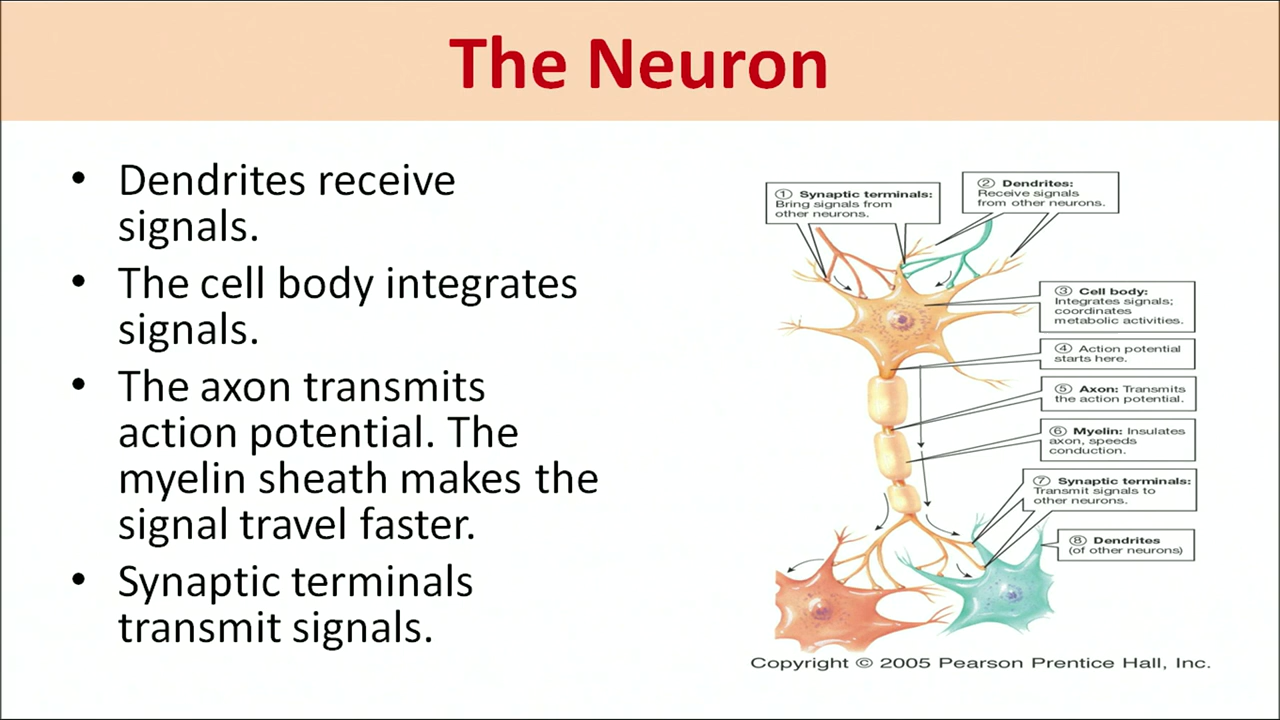 The Neuron
• Dendrites receive
signals.
• The cell body integrates
signals.
• The axon transmits
action potential. The
myelin sheath makes the
signal travel faster.
• Synaptic terminals
transmit signals.
① Synaptic terminals:
Bring signals from
other neurons.
② Dendrites:
Receive signals
from other neurons.
③ Cell body:
Integrates signals;
coordinates
metabolic activities.
④ Action potential
starts here.
⑤ Axon: Transmits
the action potential.
⑥ Myelin: Insulates
axon, speeds
conduction.
⑦ Synaptic terminals:
Transmit signals to
other neurons.
⑧ Dendrites
(of other neurons)
Copyright © 2005 Pearson Prentice Hall, Inc.